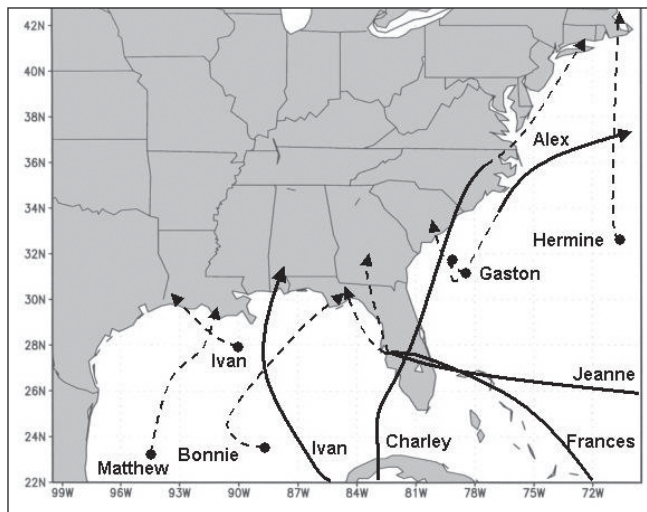 42N
40N
38N
36N
34N
32N
30N
28N
26N
24N
22N
Alex
Hermine
Gaston
Ivan
Jeanne
Matthew
Bonnie
Ivan
Charley
Frances
99W 96W 93W 90W 87W 84W 81W 78W 75W 72W